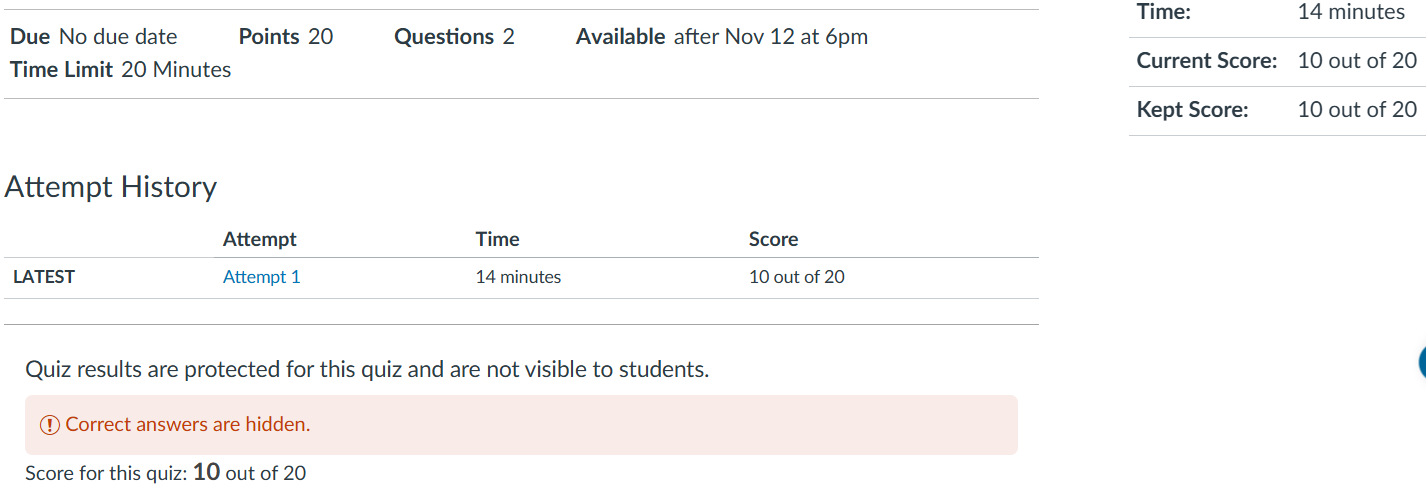 Due No due date Points 20 Questions 2 Available after Nov 12 at 6pm
Time Limit 20 Minutes
Time: 14 minutes
Current Score: 10 out of 20
Kept Score: 10 out of 20
Attempt History
Attempt Time Score
LATEST Attempt 1 14 minutes 10 out of 20
Quiz results are protected for this quiz and are not visible to students.
Correct answers are hidden.
Score for this quiz: 10 out of 20